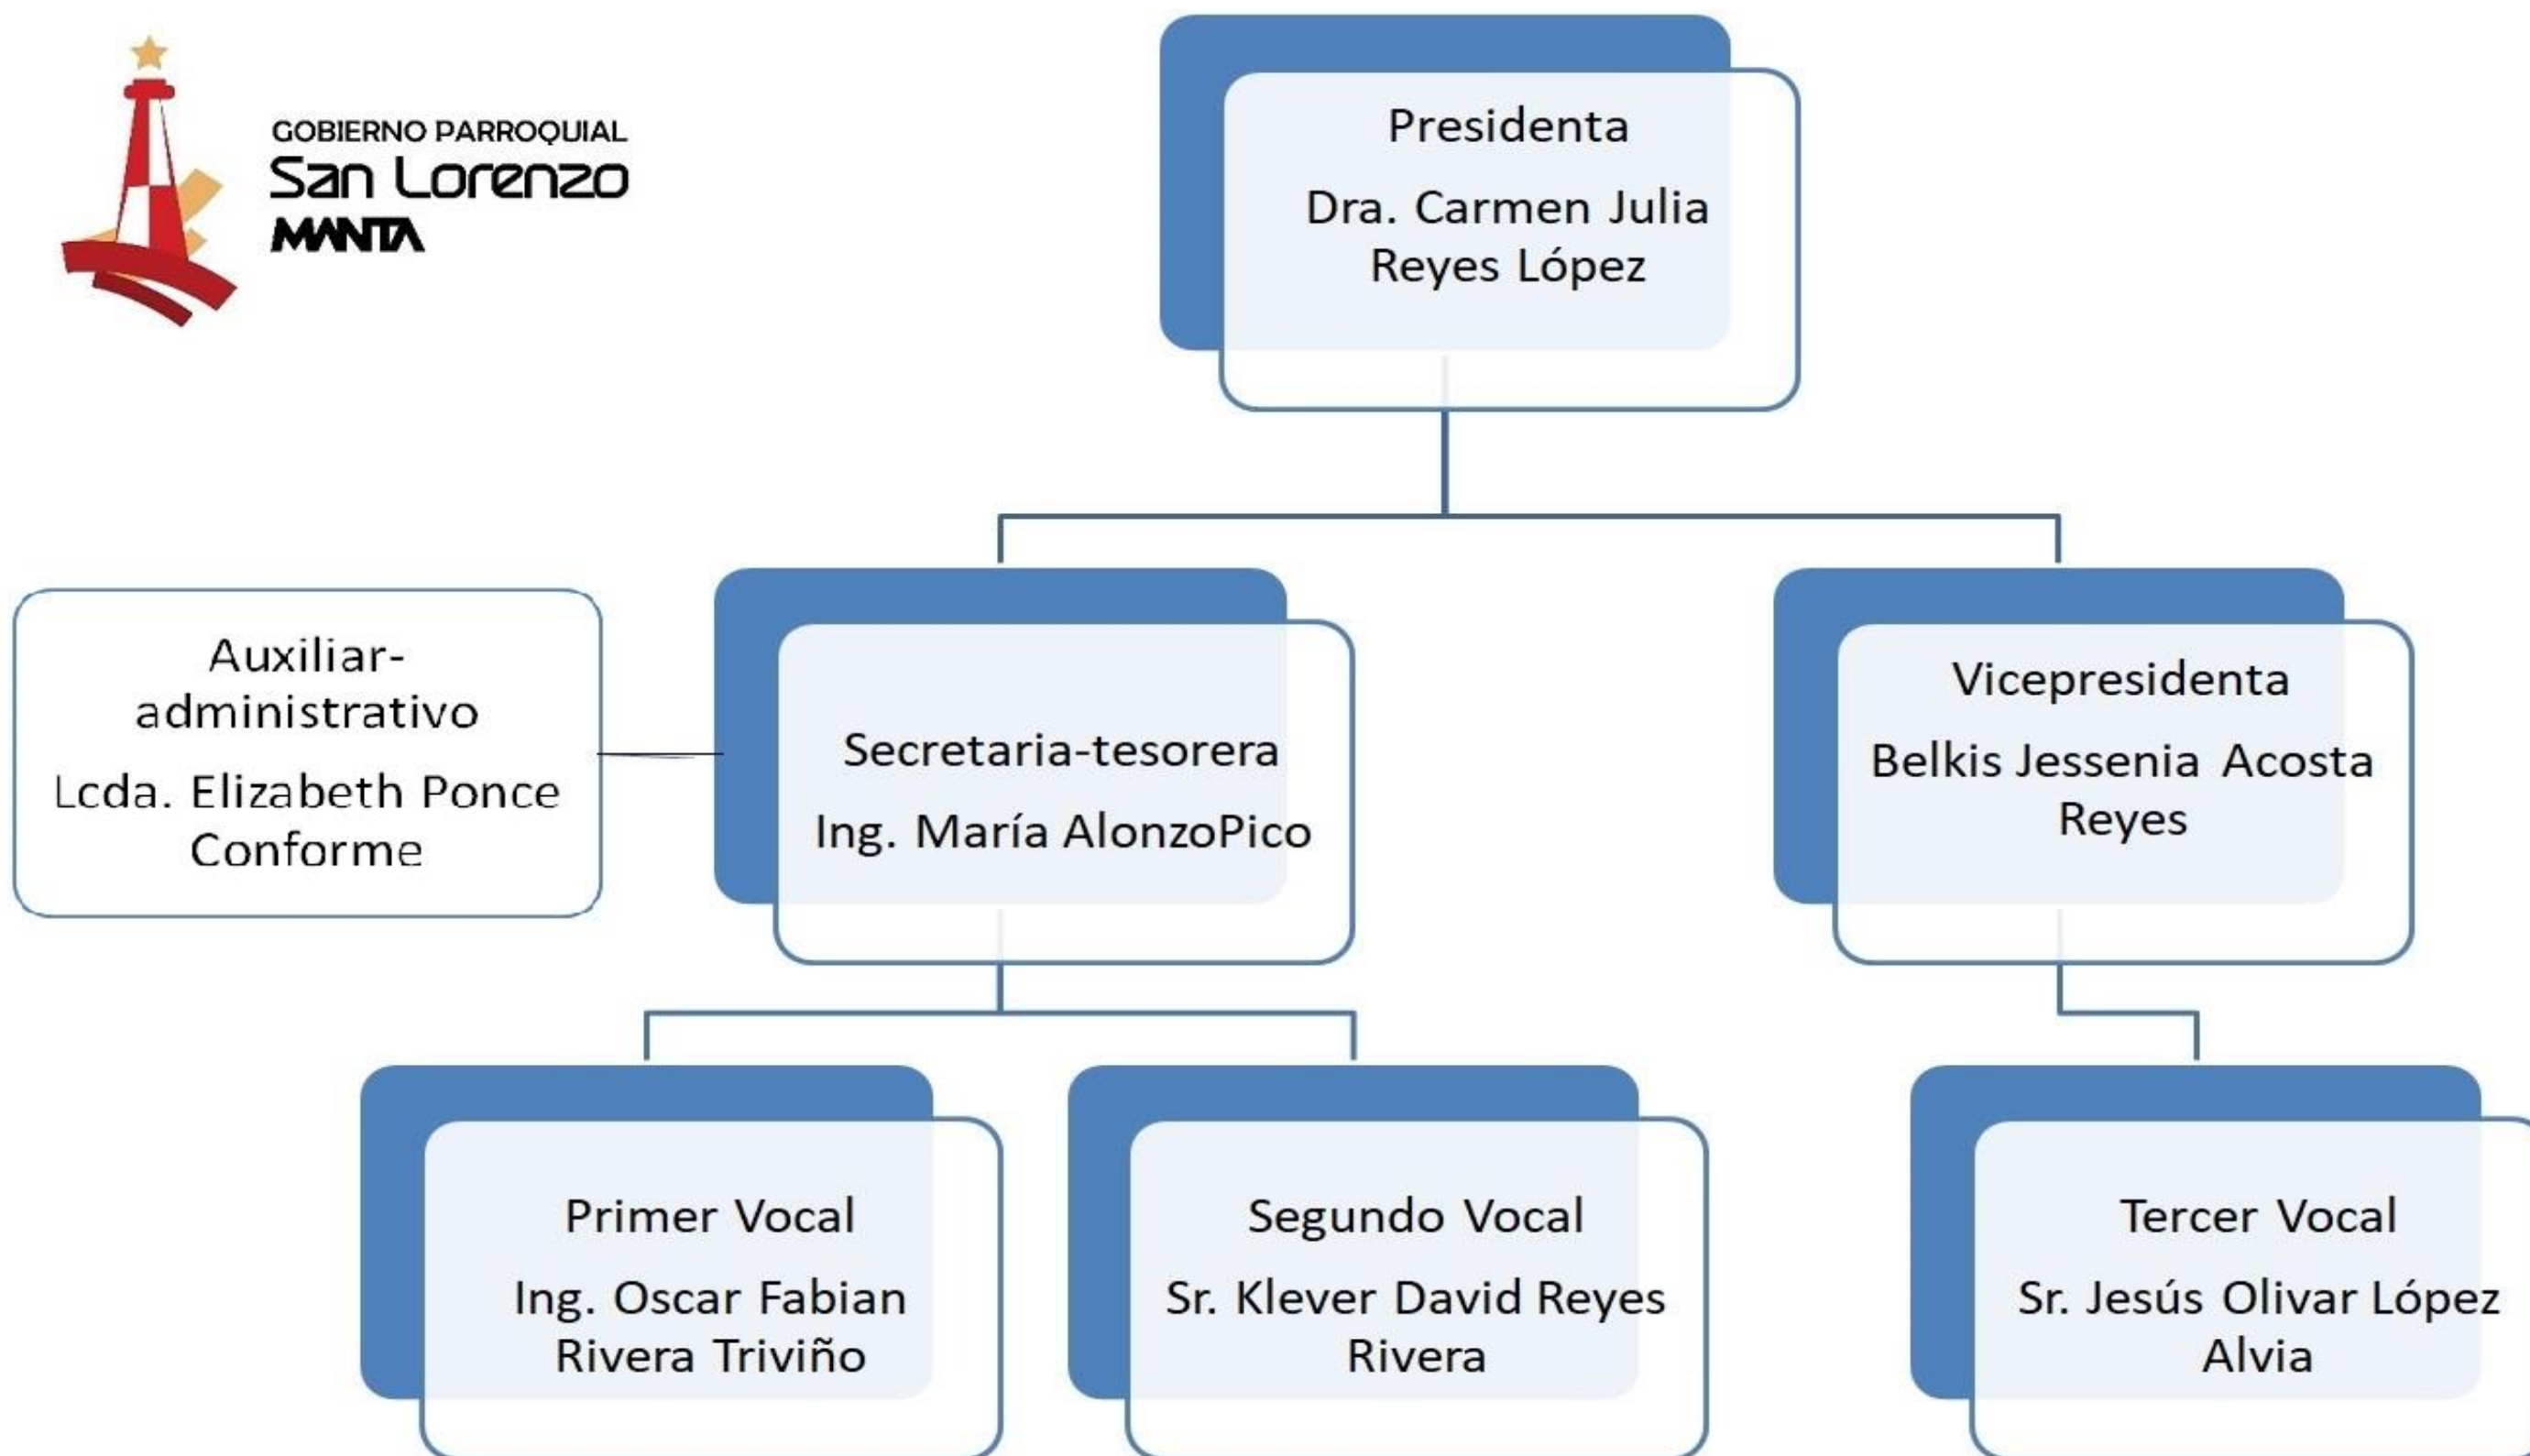 GOBIERNO PARROQUIAL
San Lorenzo
MANTA
Presidenta
Dra. Carmen Julia
Reyes López
Auxiliar-
administrativo
Lcda. Elizabeth Ponce
Conforme
Secretaria-tesorera
Ing. María AlonzoPico
Vicepresidenta
Belkis Jessenia Acosta
Reyes
Primer Vocal
Ing. Oscar Fabian
Rivera Triviño
Segundo Vocal
Sr. Klever David Reyes
Rivera
Tercer Vocal
Sr. Jesús Olivar López
Alvia